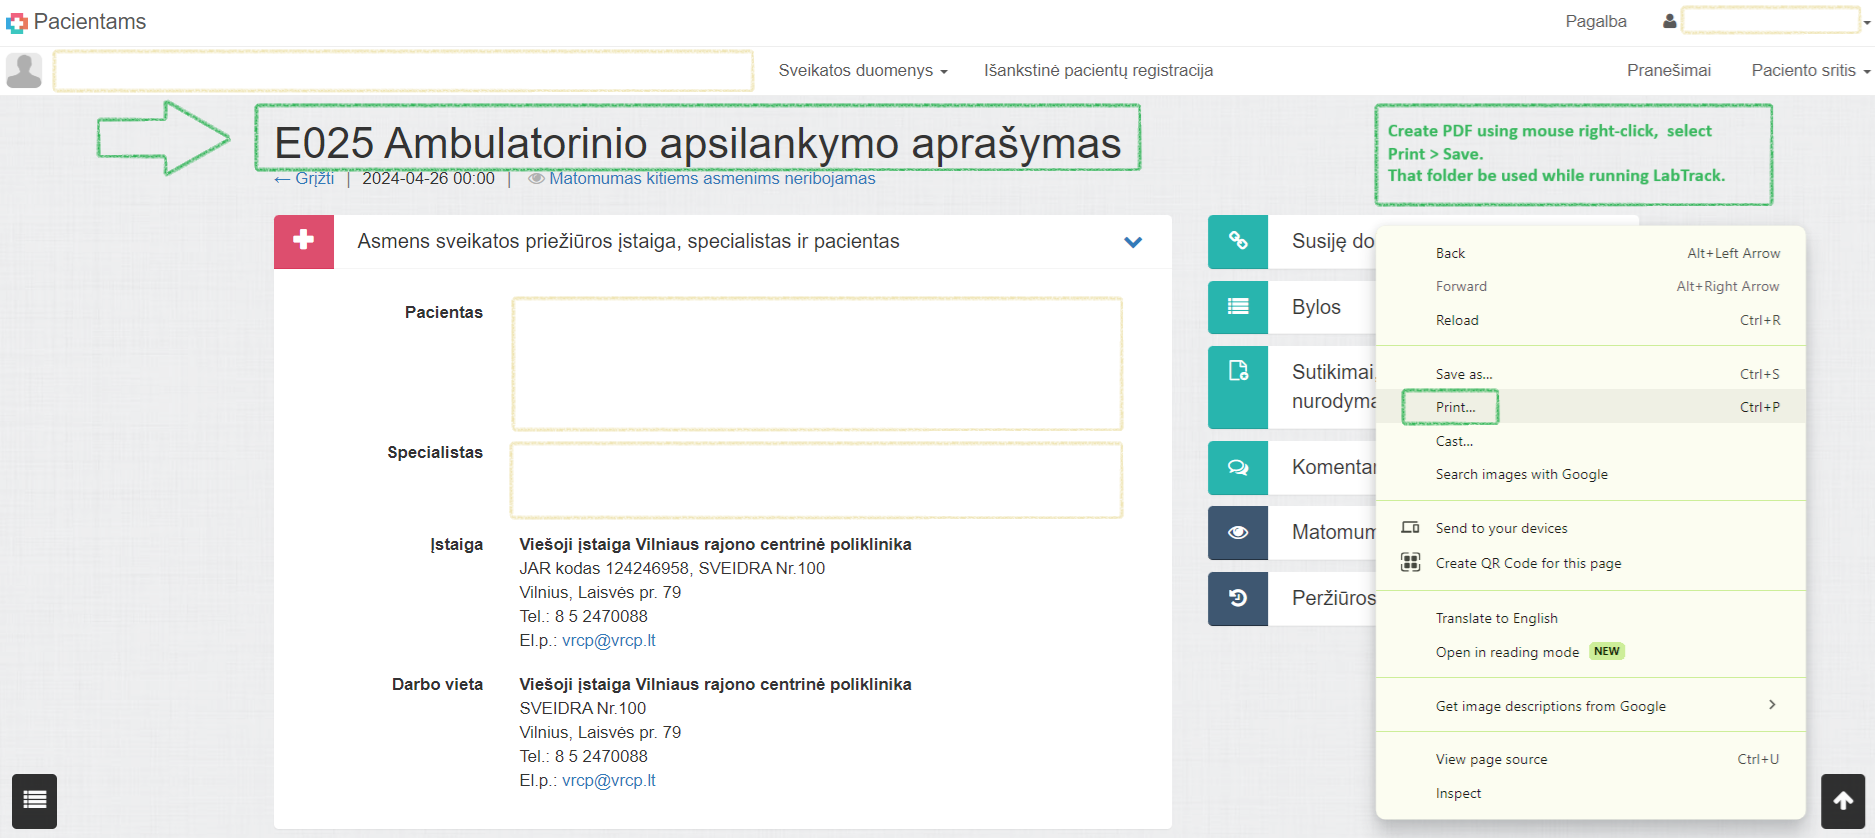 Pacientams
Pagalba
Sveikatos duomenys
Išankstinė pacientų registracija
Pranešimai
Paciento sritis
E025 Ambulatorinio apsilankymo aprašymas
← Grįžti | 2024-04-26 00:00 | Matomumas kitiems asmenims neribojamas
Create PDF using mouse right-click, select
Print > Save.
That folder be used while running LabTrack.
Asmens sveikatos priežiūros įstaiga, specialistas ir pacientas
Pacientas
Specialistas
Įstaiga
Viešoji įstaiga Vilniaus rajono centrinė poliklinika
JAR kodas 124246958, SVEIDRA Nr.100
Vilnius, Laisvės pr. 79
Tel.: 8 5 2470088
El.p.: vrcp@vrcp.lt
Darbo vieta
Viešoji įstaiga Vilniaus rajono centrinė poliklinika
SVEIDRA Nr.100
Vilnius, Laisvės pr. 79
Tel.: 8 5 2470088
El.p.: vrcp@vrcp.lt
Susiję do
Bylos
Sutikimai
nurodyma
Komentar
Matomum
Peržiūros
Back Alt+Left Arrow
Forward Alt+Right Arrow
Reload Ctrl+R
Save as... Ctrl+S
Print... Ctrl+P
Cast...
Search images with Google
Send to your devices
Create QR Code for this page
Translate to English
Open in reading mode NEW
Get image descriptions from Google
View page source Ctrl+U
Inspect